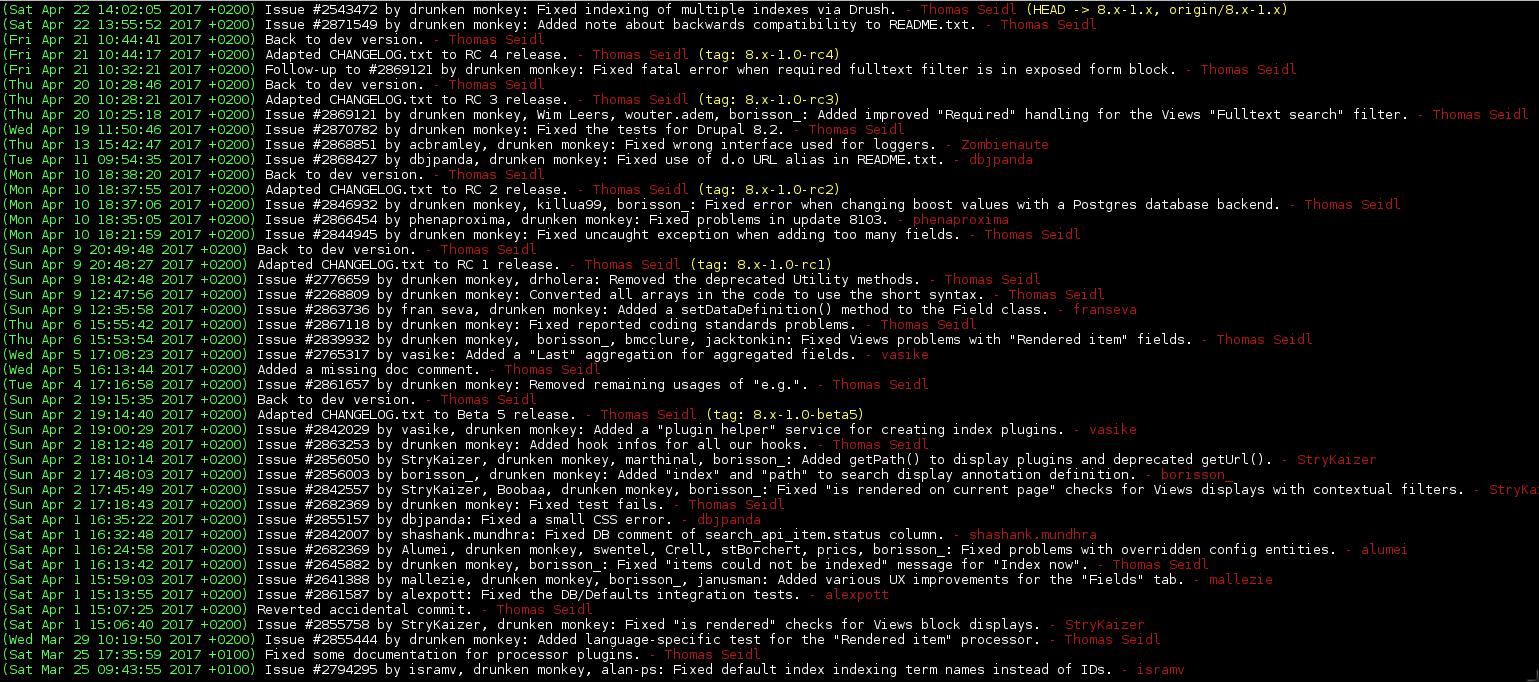 (Sat Apr 22 14:02:05 2017 +0200) Issue #2543472 by drunken monkey: Fixed indexing of multiple indexes via Drush. - Thomas Seidl (HEAD -> 8.x-1.x, origin/8.x-1.x)
(Sat Apr 22 13:55:52 2017 +0200) Issue #2871549 by drunken monkey: Added note about backwards compatibility to README.txt. - Thomas Seidl
(Fri Apr 21 10:44:41 2017 +0200) Back to dev version. - Thomas Seidl
(Fri Apr 21 10:44:17 2017 +0200) Adapted CHANGELOG.txt to RC 4 release. - Thomas Seidl (tag: 8.x-1.0-rc4)
(Fri Apr 21 10:32:21 2017 +0200) Follow-up to #2869121 by drunken monkey: Fixed fatal error when required fulltext filter is in exposed form block. - Thomas Seidl
(Thu Apr 20 10:28:46 2017 +0200) Back to dev version. - Thomas Seidl
(Thu Apr 20 10:28:21 2017 +0200) Adapted CHANGELOG.txt to RC 3 release. - Thomas Seidl (tag: 8.x-1.0-rc3)
(Thu Apr 20 10:25:18 2017 +0200) Issue #2869121 by drunken monkey, Wim Leers, wouter.adem, borisson_: Added improved "Required" handling for the Views "Fulltext search" filter. - Thomas Seidl
(Wed Apr 19 11:50:46 2017 +0200) Issue #2870782 by drunken monkey: Fixed the tests for Drupal 8.2. - Thomas Seidl
(Thu Apr 13 15:42:47 2017 +0200) Issue #2868851 by acbramley, drunken monkey: Fixed wrong interface used for loggers. - Zombienaute
(Tue Apr 11 09:54:35 2017 +0200) Issue #2868427 by dbjpanda, drunken monkey: Fixed use of d.o URL alias in README.txt. - dbjpanda
(Mon Apr 10 18:38:20 2017 +0200) Back to dev version. - Thomas Seidl
(Mon Apr 10 18:37:55 2017 +0200) Adapted CHANGELOG.txt to RC 2 release. - Thomas Seidl (tag: 8.x-1.0-rc2)
(Mon Apr 10 18:37:06 2017 +0200) Issue #2846932 by drunken monkey, killua99, borisson_: Fixed error when changing boost values with a Postgres database backend. - Thomas Seidl
(Mon Apr 10 18:35:05 2017 +0200) Issue #2866454 by phenaproxima, drunken monkey: Fixed problems in update 8103. - phenaproxima
(Mon Apr 10 18:21:59 2017 +0200) Issue #2844945 by drunken monkey: Fixed uncaught exception when adding too many fields. - Thomas Seidl
(Sun Apr 9 20:49:48 2017 +0200) Back to dev version. - Thomas Seidl
(Sun Apr 9 20:48:27 2017 +0200) Adapted CHANGELOG.txt to RC 1 release. - Thomas Seidl (tag: 8.x-1.0-rc1)
(Sun Apr 9 18:42:48 2017 +0200) Issue #2776659 by drunken monkey, drholera: Removed the deprecated Utility methods. - Thomas Seidl
(Sun Apr 9 12:47:56 2017 +0200) Issue #2268809 by drunken monkey: Converted all arrays in the code to use the short syntax. - Thomas Seidl
(Sun Apr 9 12:35:58 2017 +0200) Issue #2863736 by fran seva, drunken monkey: Added a setDataDefinition() method to the Field class. - franseva
(Thu Apr 6 15:55:42 2017 +0200) Issue #2867118 by drunken monkey: Fixed reported coding standards problems. - Thomas Seidl
(Thu Apr 6 15:53:54 2017 +0200) Issue #2839932 by drunken monkey,  borisson_, bmcclure, jacktonkin: Fixed Views problems with "Rendered item" fields. - Thomas Seidl
(Wed Apr 5 17:08:23 2017 +0200) Issue #2765317 by vasike: Added a "Last" aggregation for aggregated fields. - vasike
(Wed Apr 5 16:13:44 2017 +0200) Added a missing doc comment. - Thomas Seidl
(Tue Apr 4 17:16:58 2017 +0200) Issue #2861657 by drunken monkey: Removed remaining usages of "e.g.". - Thomas Seidl
(Sun Apr 2 19:15:35 2017 +0200) Back to dev version. - Thomas Seidl
(Sun Apr 2 19:14:40 2017 +0200) Adapted CHANGELOG.txt to Beta 5 release. - Thomas Seidl (tag: 8.x-1.0-beta5)
(Sun Apr 2 19:00:29 2017 +0200) Issue #2842029 by vasike, drunken monkey: Added a "plugin helper" service for creating index plugins. - vasike
(Sun Apr 2 18:12:48 2017 +0200) Issue #2863253 by drunken monkey: Added hook infos for all our hooks. - Thomas Seidl
(Sun Apr 2 18:10:14 2017 +0200) Issue #2856050 by StryKaizer, drunken monkey, marthinal, borisson_: Added getPath() to display plugins and deprecated getUrl(). - StryKaizer
(Sun Apr 2 17:48:03 2017 +0200) Issue #2856003 by borisson_, drunken monkey: Added "index" and "path" to search display annotation definition. - borisson_
(Sun Apr 2 17:45:49 2017 +0200) Issue #2842557 by StryKaizer, Boobaa, drunken monkey, borisson_: Fixed "is rendered on current page" checks for Views displays with contextual filters. - StryKa
(Sun Apr 2 17:18:43 2017 +0200) Issue #2682369 by drunken monkey: Fixed test fails. - Thomas Seidl
(Sat Apr 1 16:35:22 2017 +0200) Issue #2855157 by dbjpanda: Fixed a small CSS error. - dbjpanda
(Sat Apr 1 16:32:48 2017 +0200) Issue #2842007 by shashank.mundhra: Fixed DB comment of search_api_item.status column. - shashank.mundhra
(Sat Apr 1 16:24:58 2017 +0200) Issue #2682369 by Alumei, drunken monkey, swentel, Crell, stBorchert, prics, borisson_: Fixed problems with overridden config entities. - alumei
(Sat Apr 1 16:13:42 2017 +0200) Issue #2645882 by drunken monkey, borisson_: Fixed "items could not be indexed" message for "Index now". - Thomas Seidl
(Sat Apr 1 15:59:03 2017 +0200) Issue #2641388 by mallezie, drunken monkey, borisson_, janusman: Added various UX improvements for the "Fields" tab. - mallezie
(Sat Apr 1 15:13:55 2017 +0200) Issue #2861587 by alexpott: Fixed the DB/Defaults integration tests. - alexpott
(Sat Apr 1 15:07:25 2017 +0200) Reverted accidental commit. - Thomas Seidl
(Sat Apr 1 15:06:40 2017 +0200) Issue #2855758 by StryKaizer, drunken monkey: Fixed "is rendered" checks for Views block displays. - StryKaizer
(Wed Mar 29 10:19:50 2017 +0200) Issue #2855444 by drunken monkey: Added language-specific test for the "Rendered item" processor. - Thomas Seidl
(Sat Mar 25 17:35:59 2017 +0100) Fixed some documentation for processor plugins. - Thomas Seidl
(Sat Mar 25 09:43:55 2017 +0100) Issue #2794295 by isramv, drunken monkey, alan-ps: Fixed default index indexing term names instead of IDs. - isramv